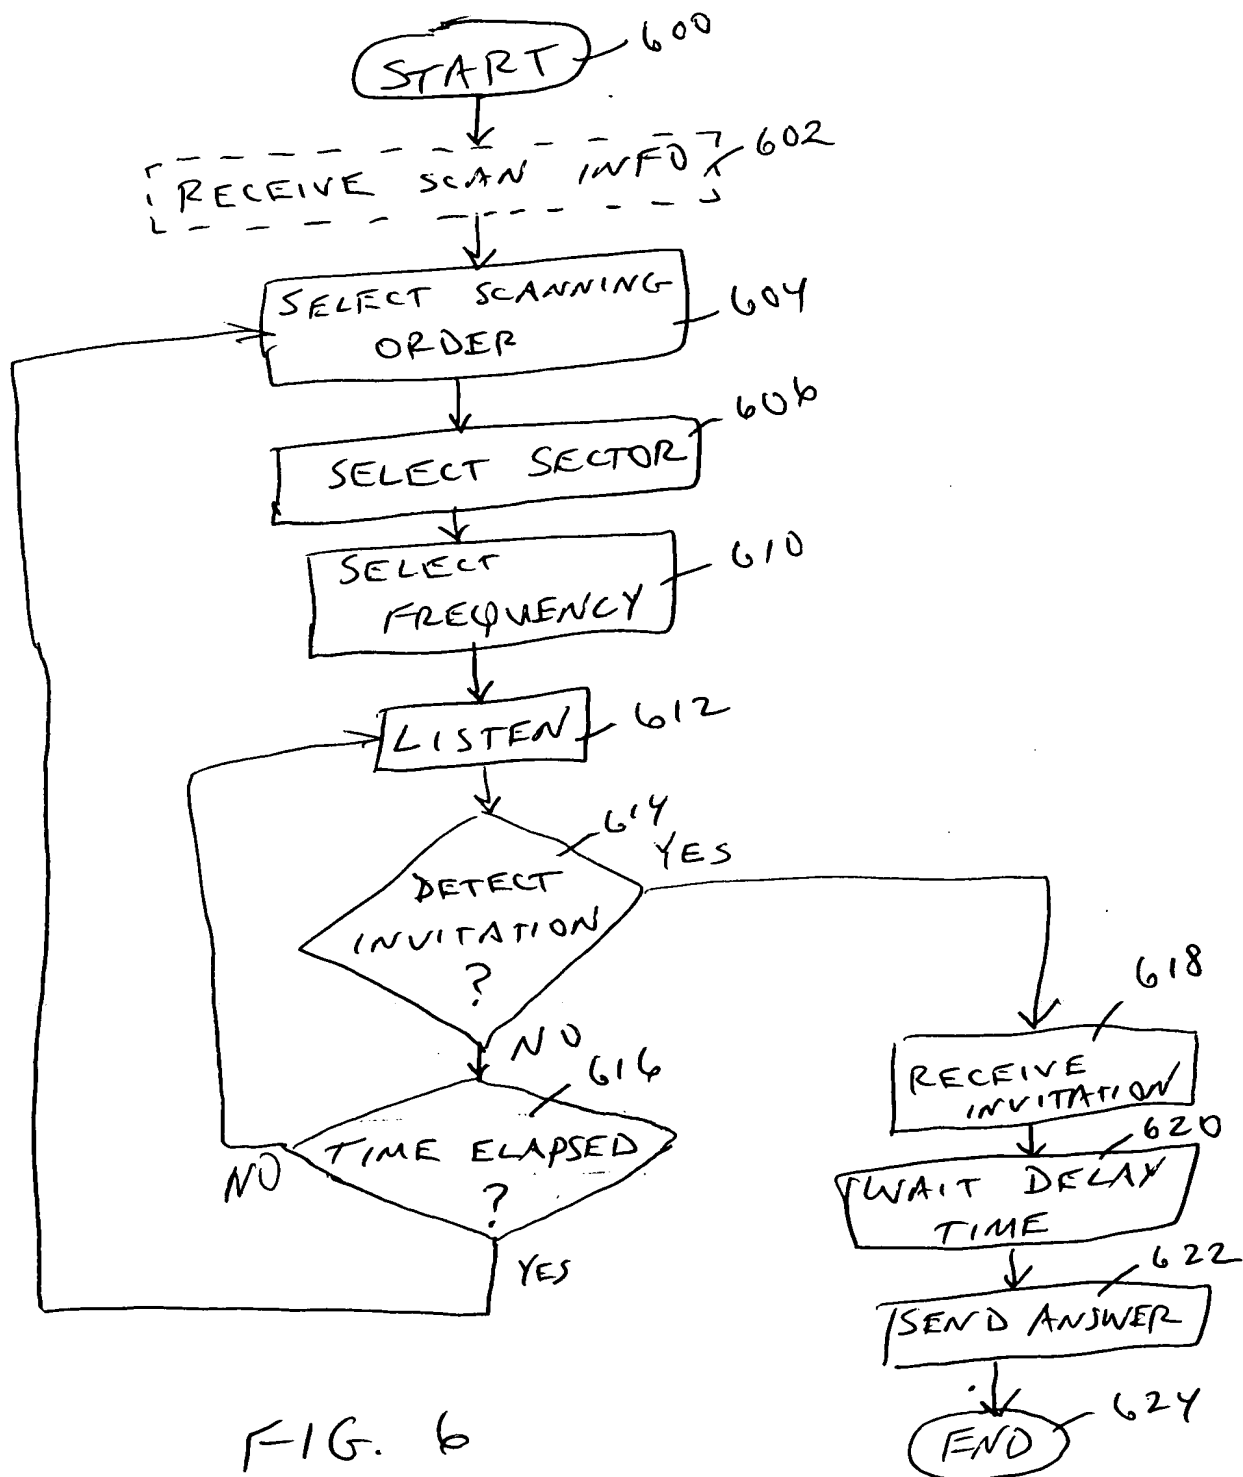 START
600
RECEIVE SCAN INFO
602
SELECT SCANNING
ORDER
604
SELECT SECTOR
606
SELECT
FREQUENCY
610
LISTEN
612
DETECT
INVITATION
?
614
YES
NO
TIME ELAPSED
?
616
NO
YES
RECEIVE
INVITATION
618
WAIT DELAY
TIME
620
SEND ANSWER
622
END
624
FIG. 6